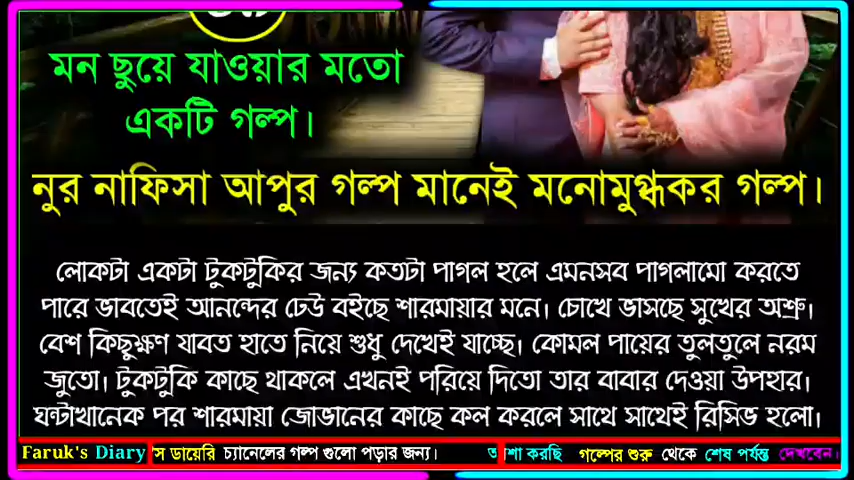 মন ছুয়ে যাওয়ার মতো
একটি গল্প।
নুর নাফিসা আপুর গল্প মানেই মনোমুগ্ধকর গল্প।
লোকটা একটা টুকটুকির জন্য কতটা পাগল হলে এমনসব পাগলামো করতে
পারে ভাবতেই আনন্দের ঢেউ বইছে শারমায়ার মনে। চোখে ভাসছে সুখের অশ্রু।
বেশ কিছুক্ষণ যাবত হাতে নিয়ে শুধু দেখেই যাচ্ছে। কোমল পায়ের তুলতুলে নরম
জুতো। টুকটুকি কাছে থাকলে এখনই পরিয়ে দিতো তার বাবার দেওয়া উপহার।
ঘন্টাখানেক পর শারমায়া জোভানের কাছে কল করলে সাথে সাথেই রিসিভ হলো।
Faruk's Diary 's ডায়েরি চ্যানেলের গল্প গুলো পড়ার জন্য। করছি গল্পের শুরু থেকে শেষ পর্যন্ত দেখবেন।